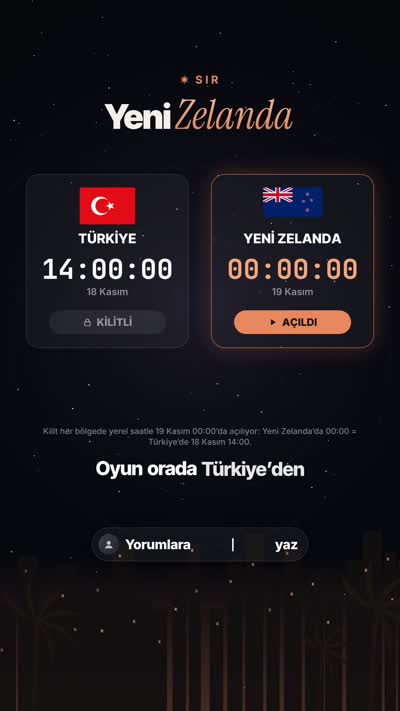 SIR
Yeni Zelanda
TÜRKİYE
14:00:00
18 Kasım
KİLİTLİ
YENİ ZELANDA
00:00:00
19 Kasım
AÇILDI
Kilit her bölgede yerel saatle 19 Kasım 00:00'da açılıyor: Yeni Zelanda'da 00:00 =
Türkiye'de 18 Kasım 14:00.
Oyun orada Türkiye'den
Yorumlara | yaz